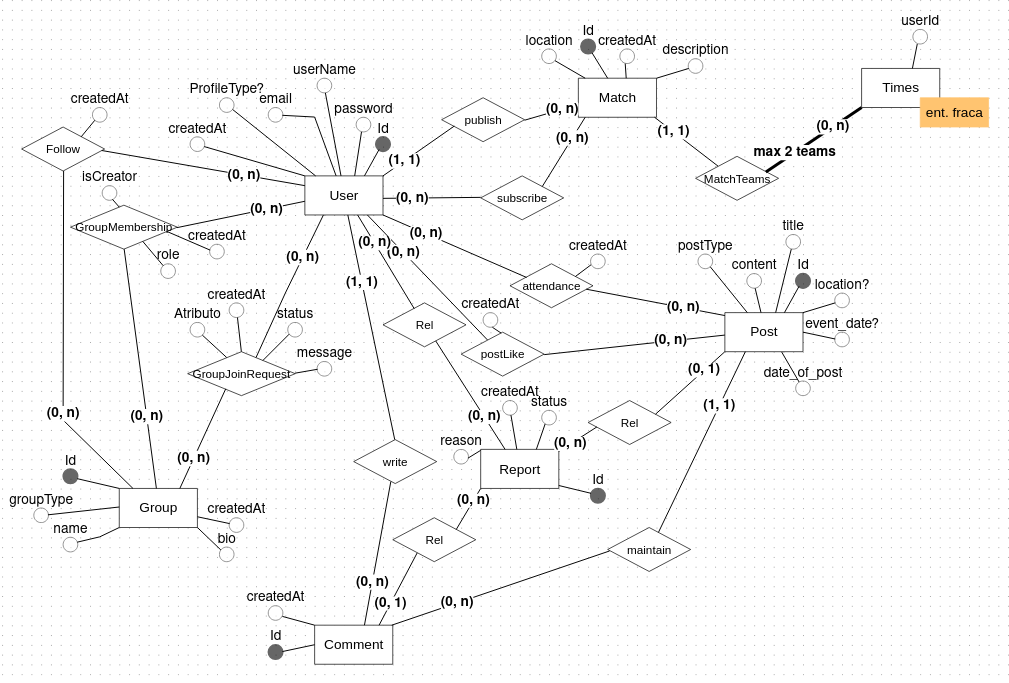 userId
Id
location
createdAt
description
userName
Match
Times
ent. fraca
ProfileType?
email
password
createdAt
Id
createdAt
(0, n)
publish
(0, n)
(1, 1)
(0, n)
max 2 teams
Follow
(1, 1)
(0, n)
isCreator
User
(0, n)
subscribe
MatchTeams
(0, n)
GroupMembership
createdAt
role
(0, n)
(0, n)
(0, n)
(0, n)
title
createdAt
postType
content
Id
location?
(1, 1)
attendance
createdAt
Atributo
status
createdAt
(0, n)
Rel
event_date?
Post
message
GroupJoinRequest
postLike
(0, n)
date_of_post
(0, 1)
createdAt
status
(1, 1)
(0, n)
(0, n)
(0, n)
Rel
reason
(0, n)
(0, n)
Id
write
Report
Id
groupType
(0, n)
Group
createdAt
name
bio
Rel
maintain
(0, n)
createdAt
(0, 1)
(0, n)
Id
Comment